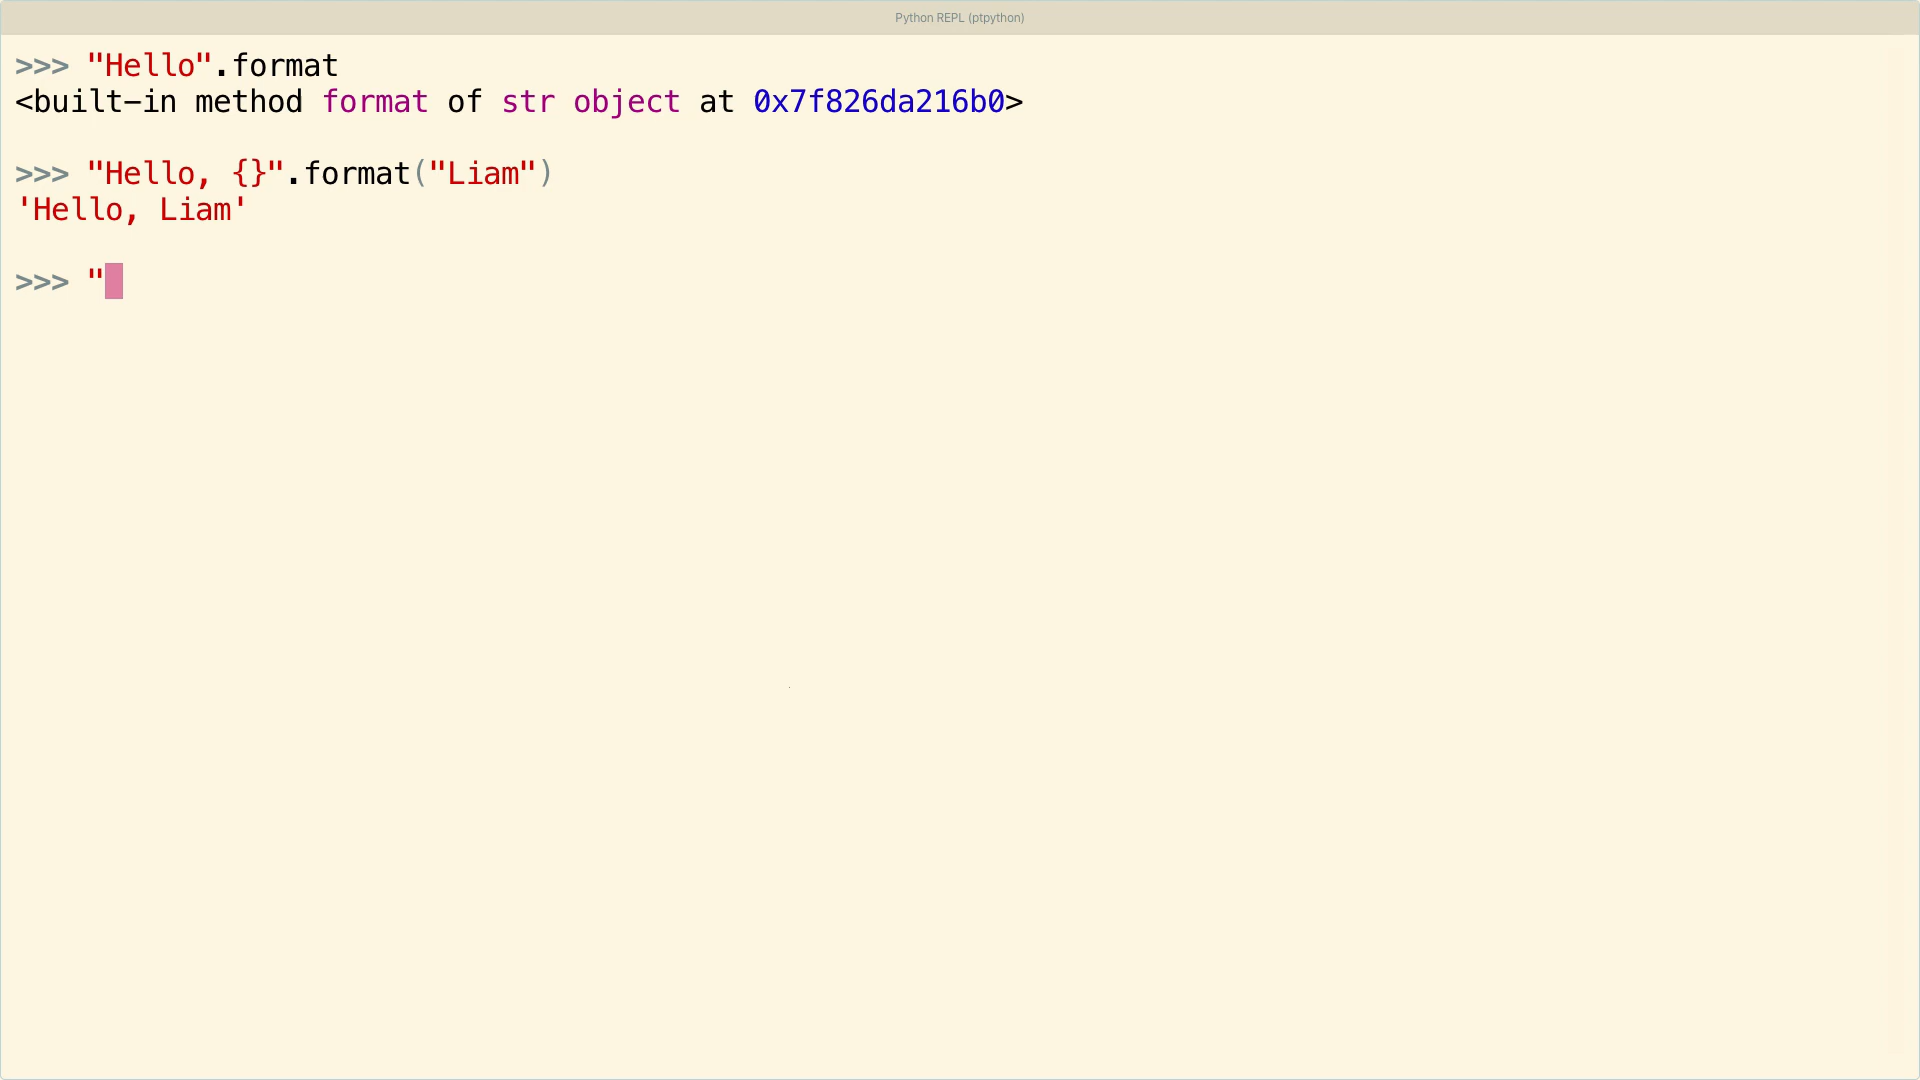 Python REPL (ptpython)
>>> "Hello".format
<built-in method format of str object at 0x7f826da216b0>
>>> "Hello, {}".format("Liam")
'Hello, Liam'
>>> "